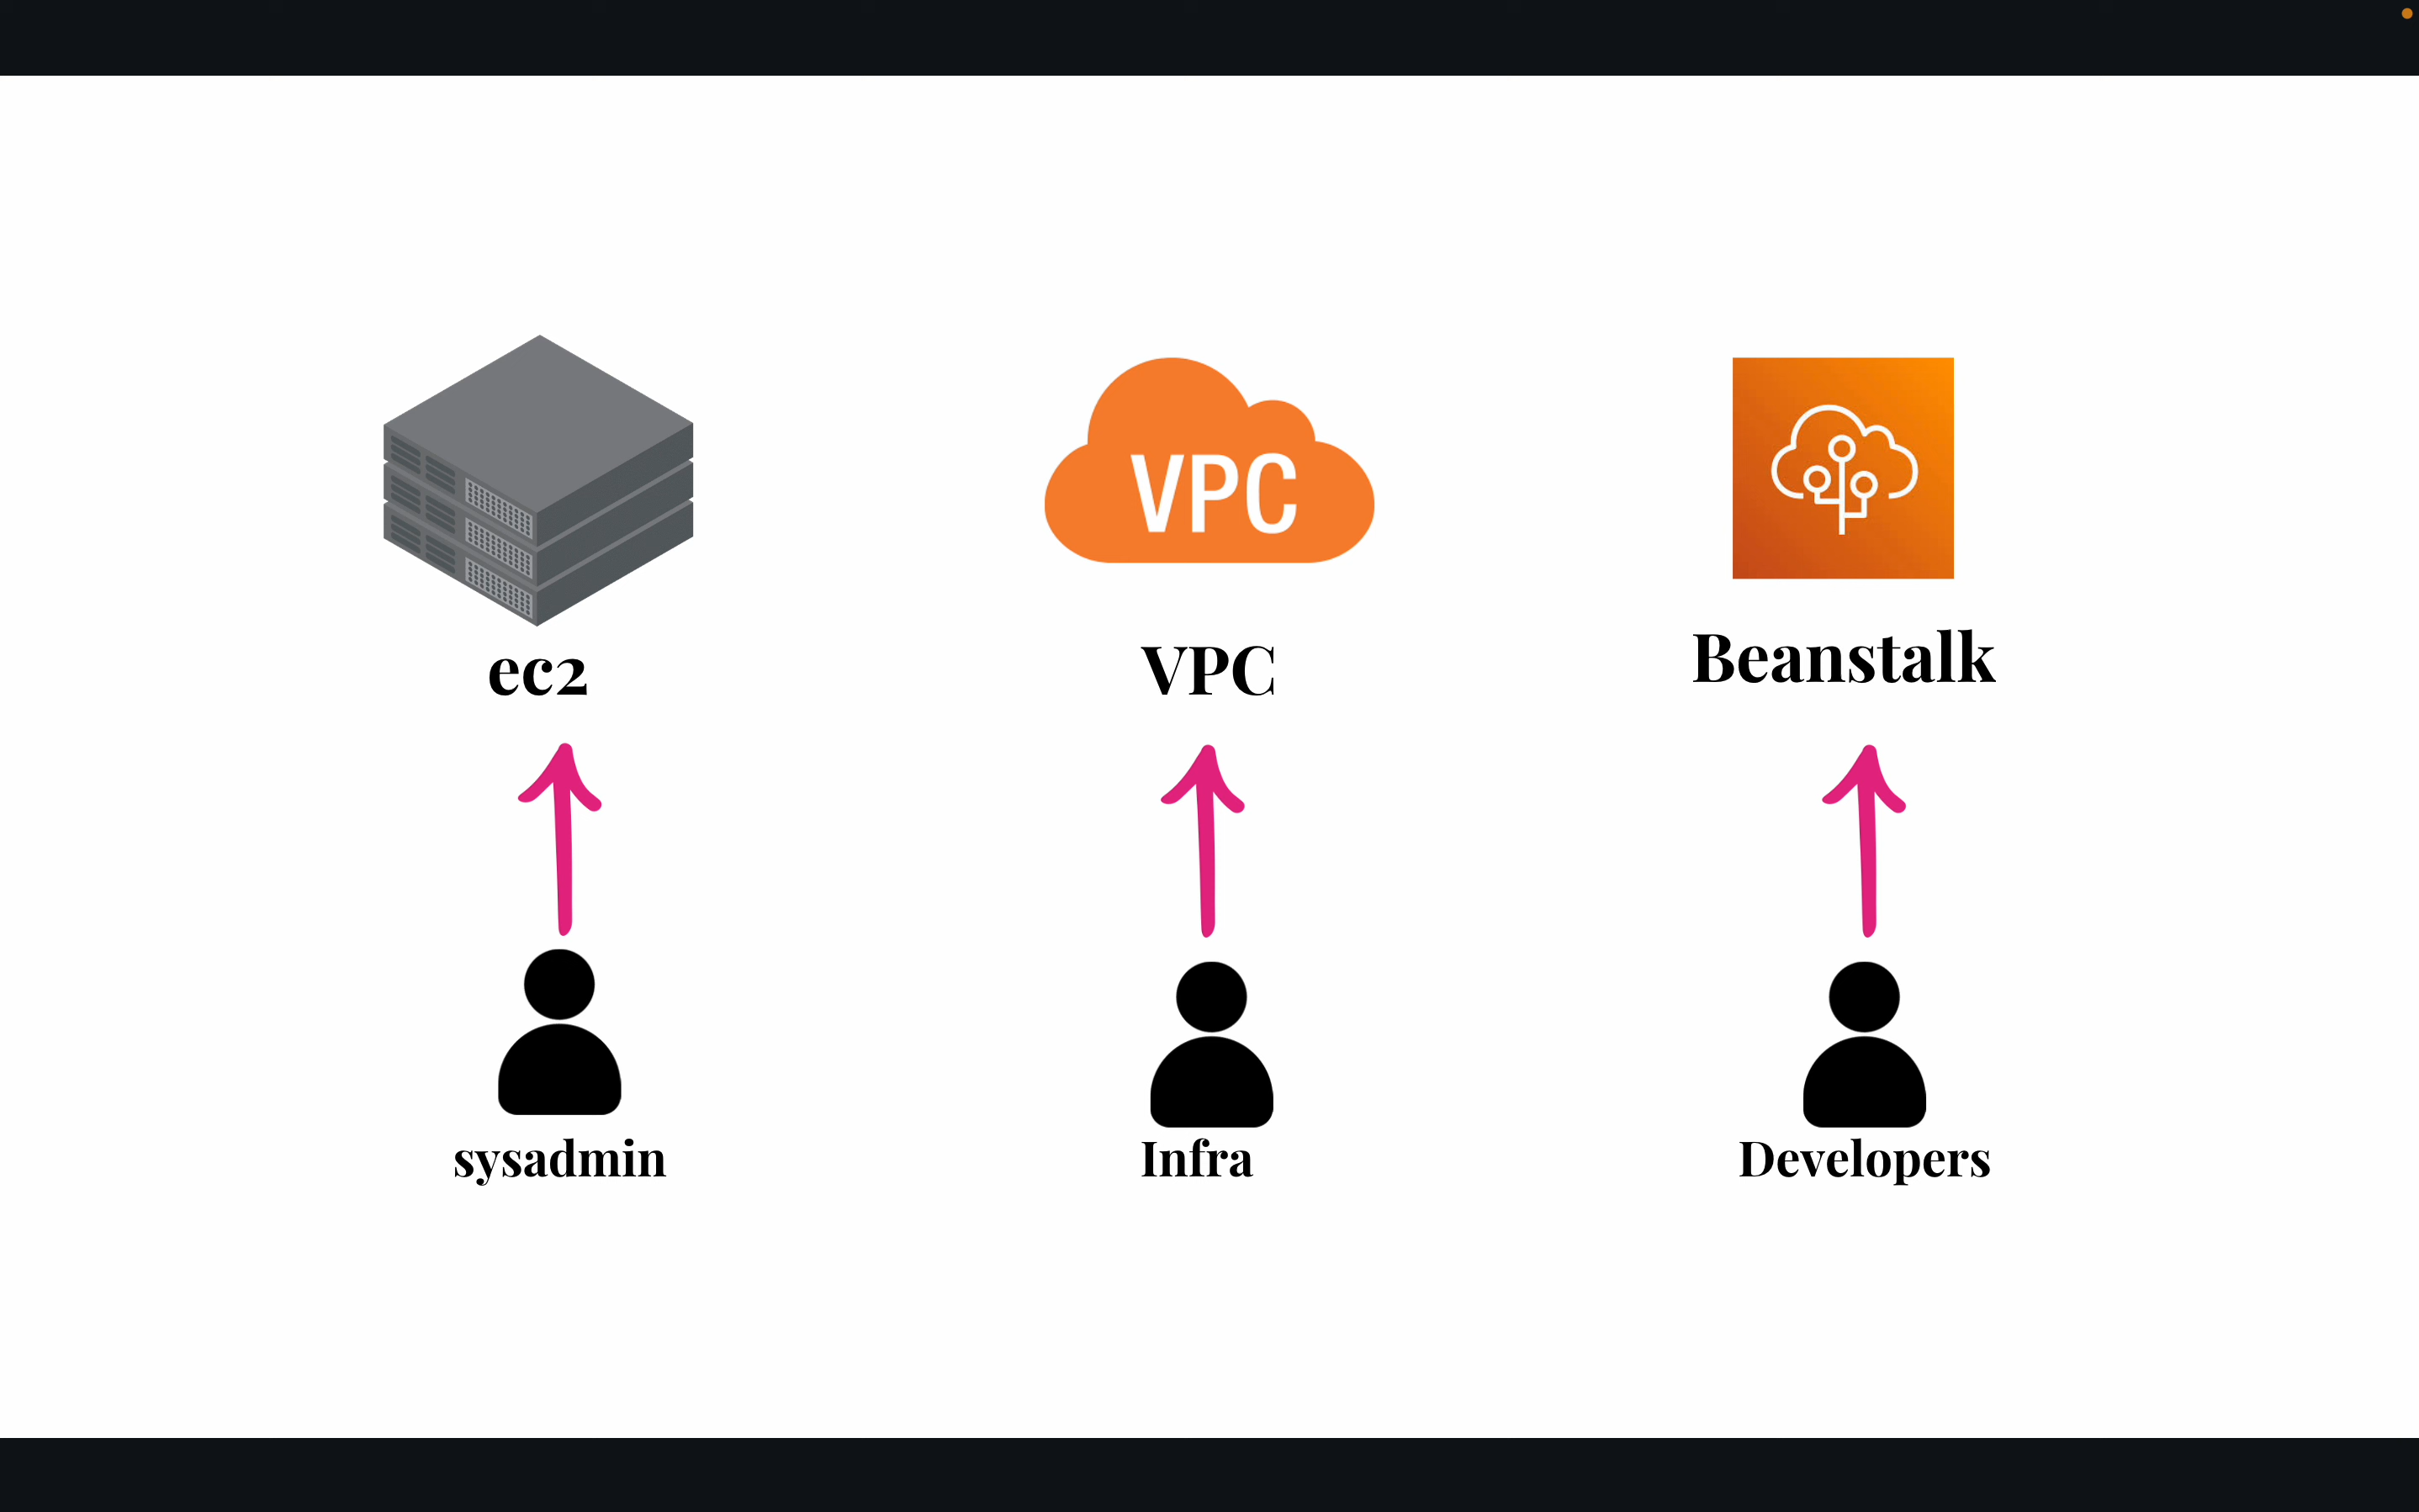 VPC
ec2
VPC
Beanstalk
sysadmin
Infra
Developers